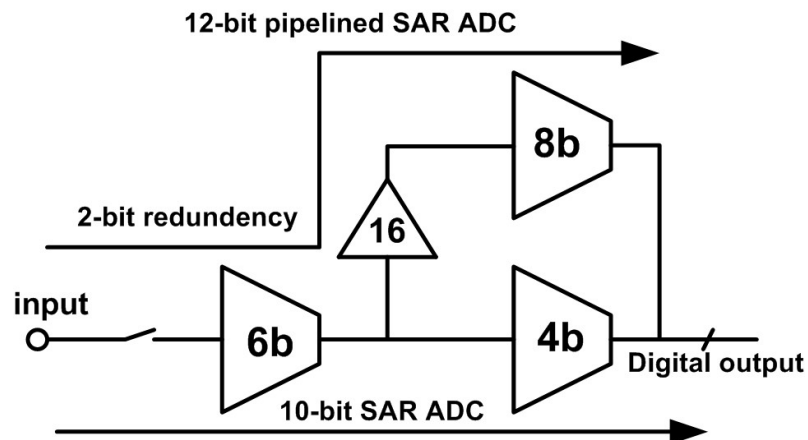 12-bit pipelined SAR ADC
8b
2-bit redundancy
16
input
6b
4b
Digital output
10-bit SAR ADC